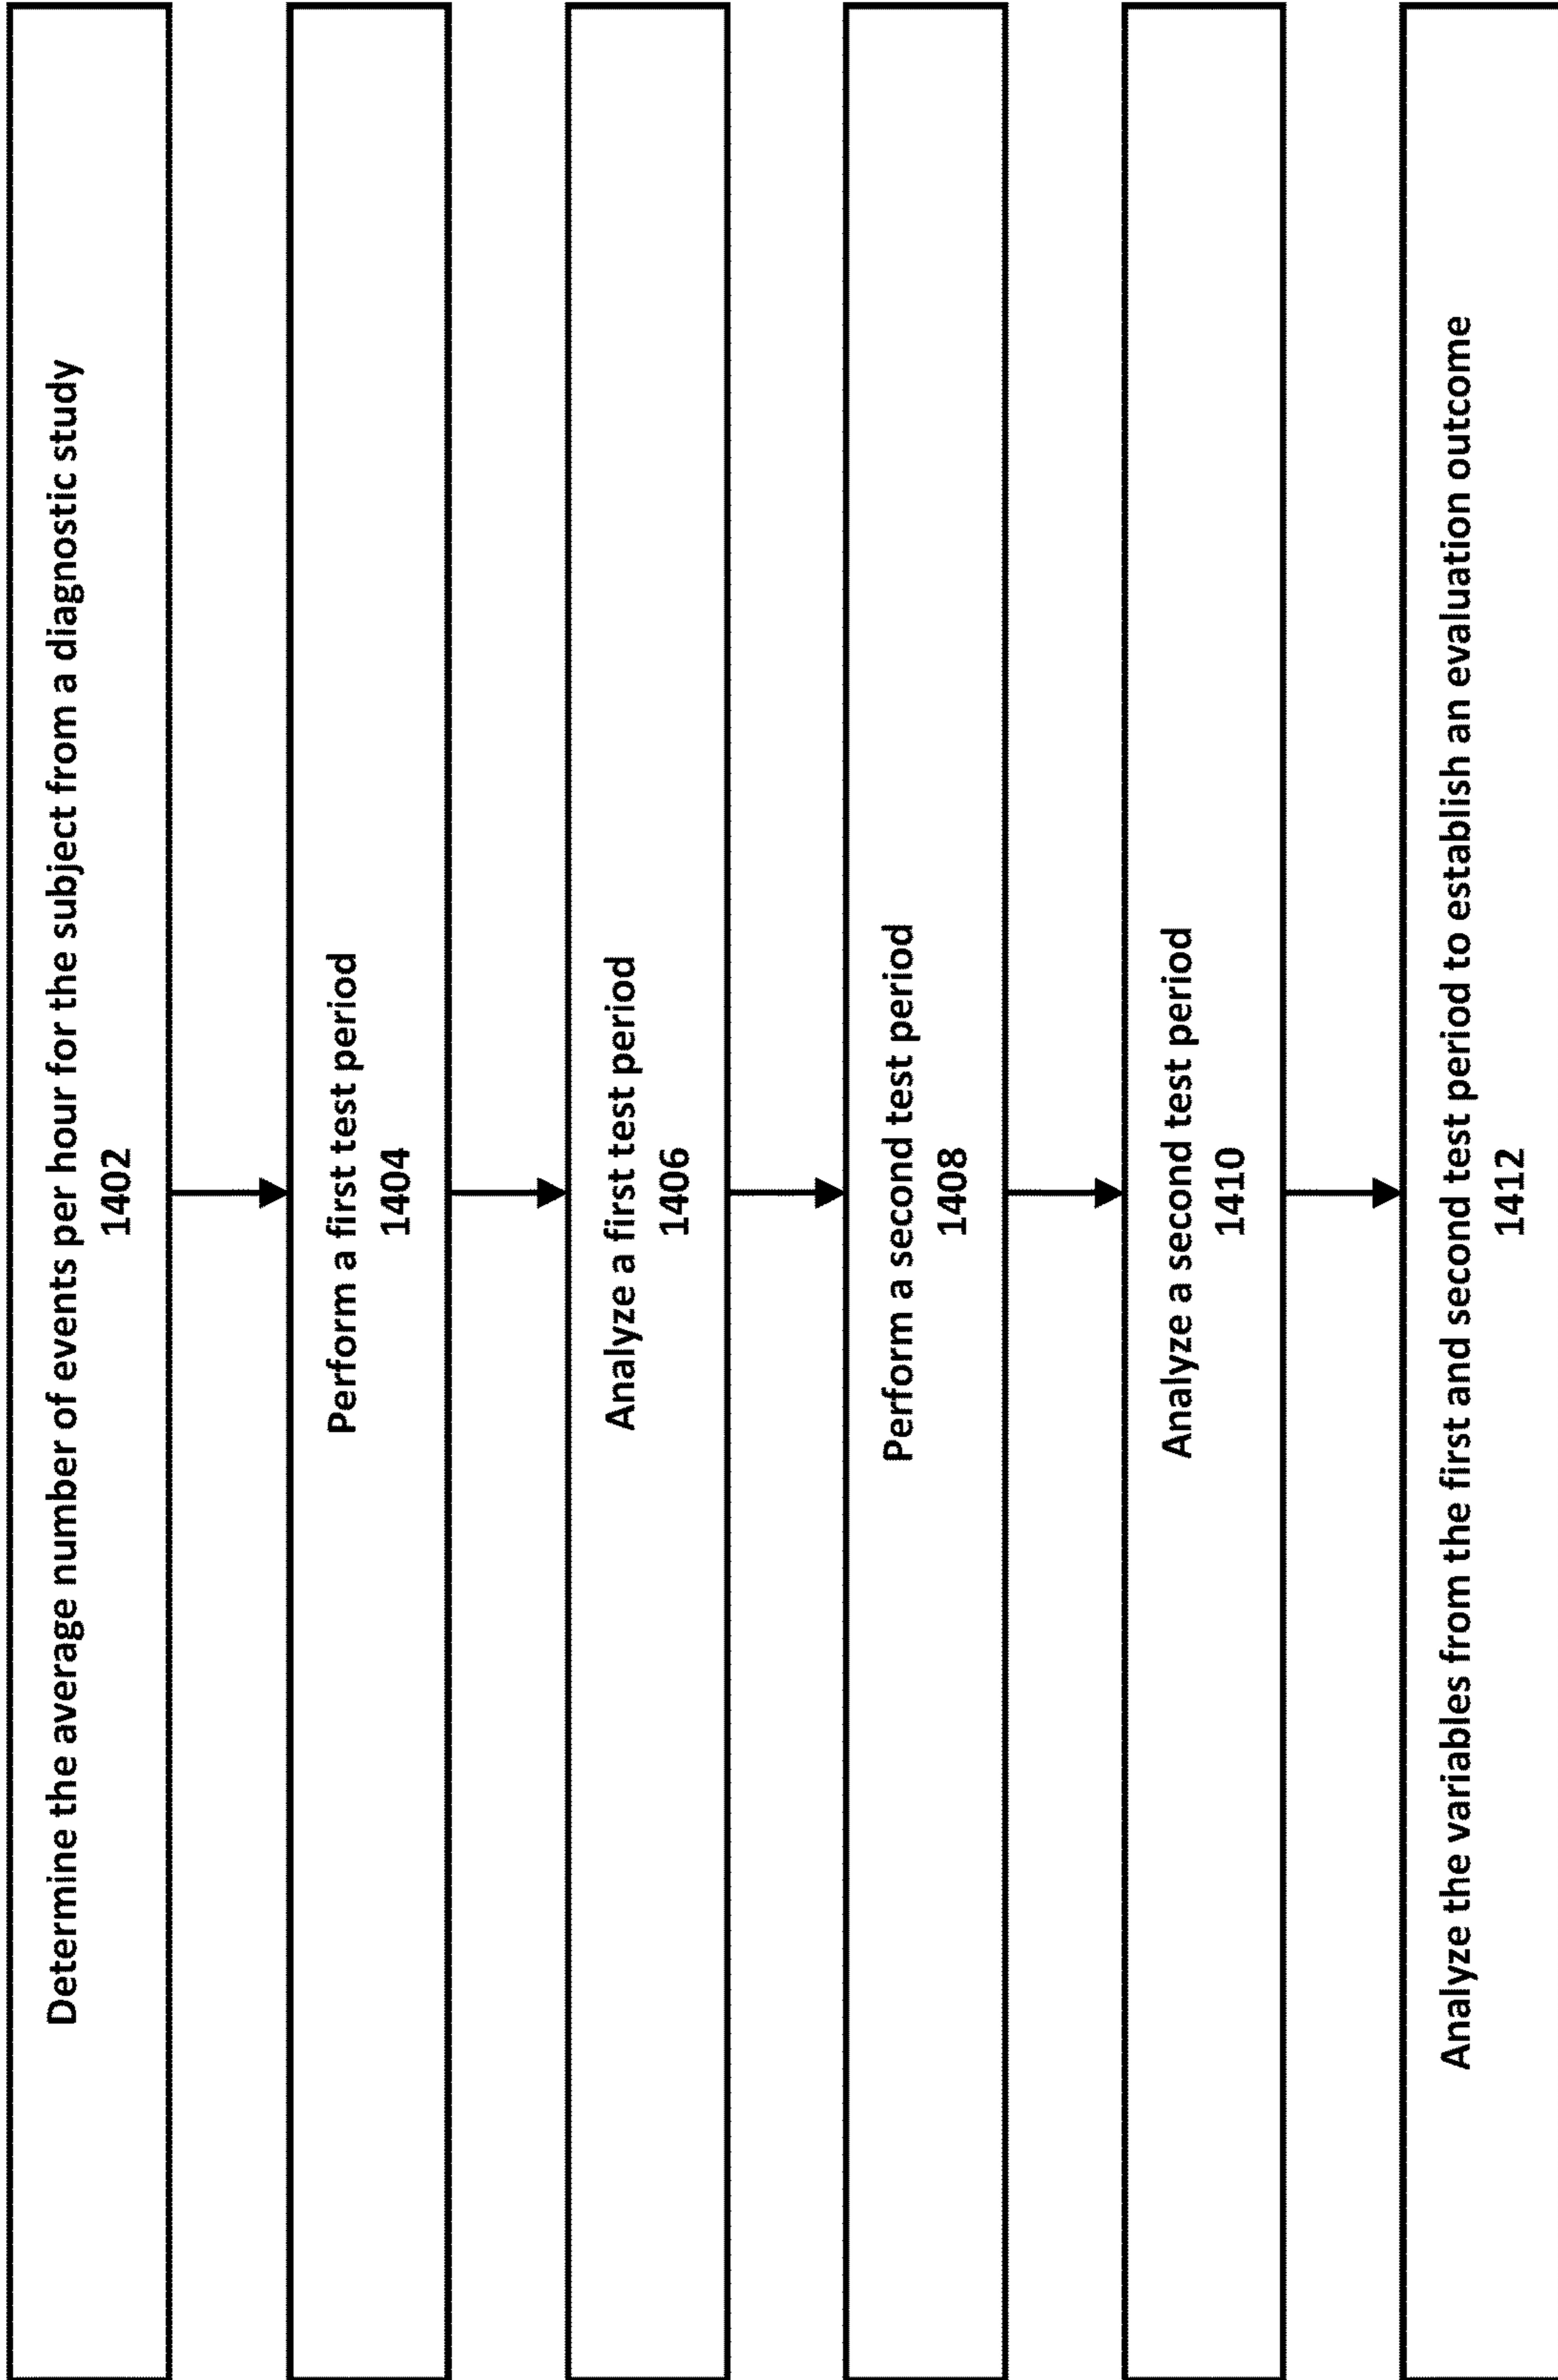 Determine the average number of events per hour for the subject from a diagnostic study
1402
Perform a first test period
1404
Analyze a first test period
1406
Perform a second test period
1408
Analyze a second test period
1410
Analyze the variables from the first and second test period to establish an evaluation outcome
1412